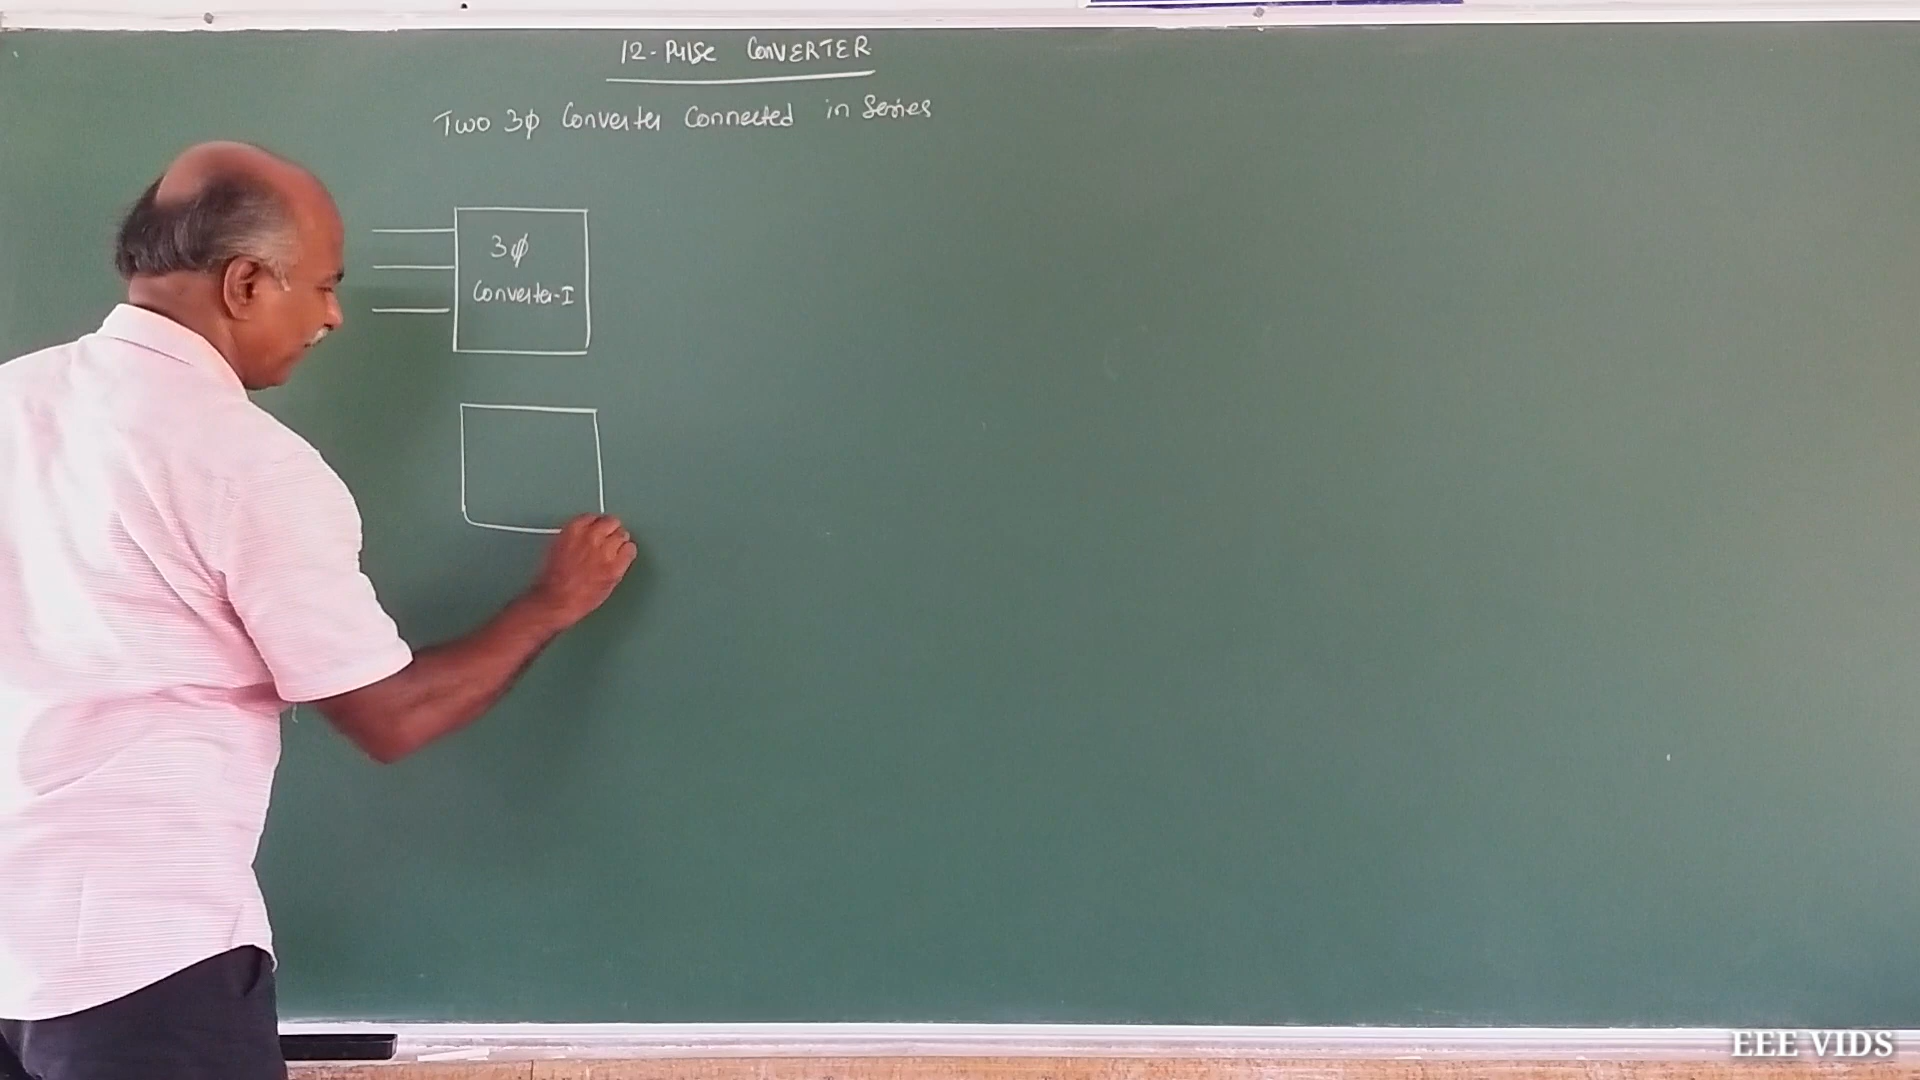 12-Pulse CONVERTER
Two 3ϕ Converter Connected in Series
3ϕ
Converter-I
EEE VIDS